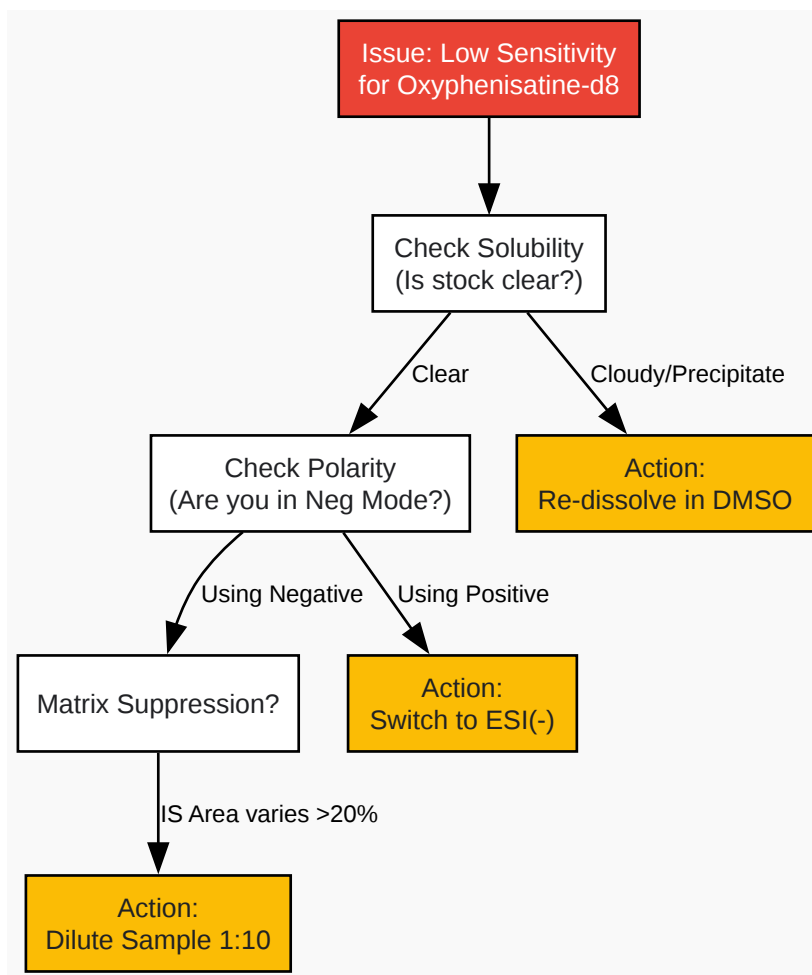 Issue: Low Sensitivity
for Oxyphenisatine-d8
Check Solubility
(Is stock clear?)
Clear
Cloudy/Precipitate
Check Polarity
(Are you in Neg Mode?)
Action:
Re-dissolve in DMSO
Using Negative
Using Positive
Matrix Suppression?
Action:
Switch to ESI(-)
IS Area varies >20%
Action:
Dilute Sample 1:10